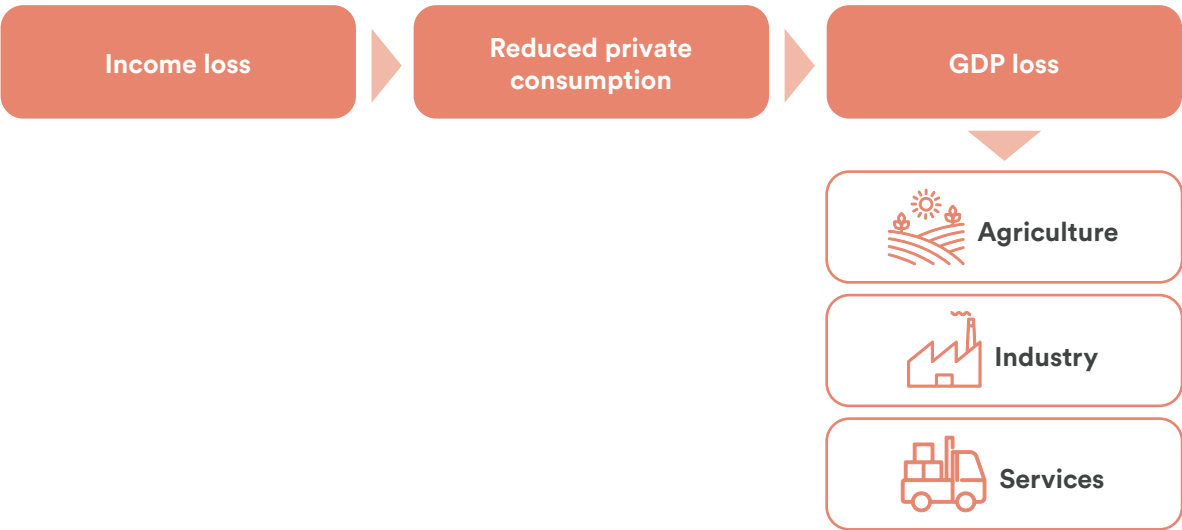 Income loss
Reduced private
consumption
GDP loss
Agriculture
Industry
Services